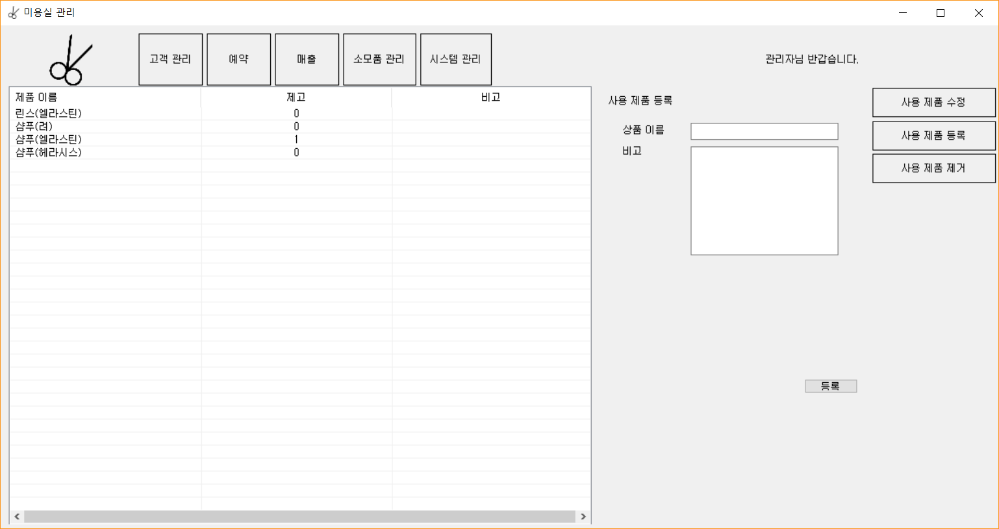 미용실 관리
고객 관리 예약 매출 소모품 관리 시스템 관리
관리자님 반갑습니다.
제품 이름 제고 비고
린스(엘라스틴) 0
샴푸(려) 0
샴푸(엘라스틴) 1
샴푸(헤라시스) 0
사용 제품 등록
상품 이름
비고
등록
사용 제품 수정
사용 제품 등록
사용 제품 제거